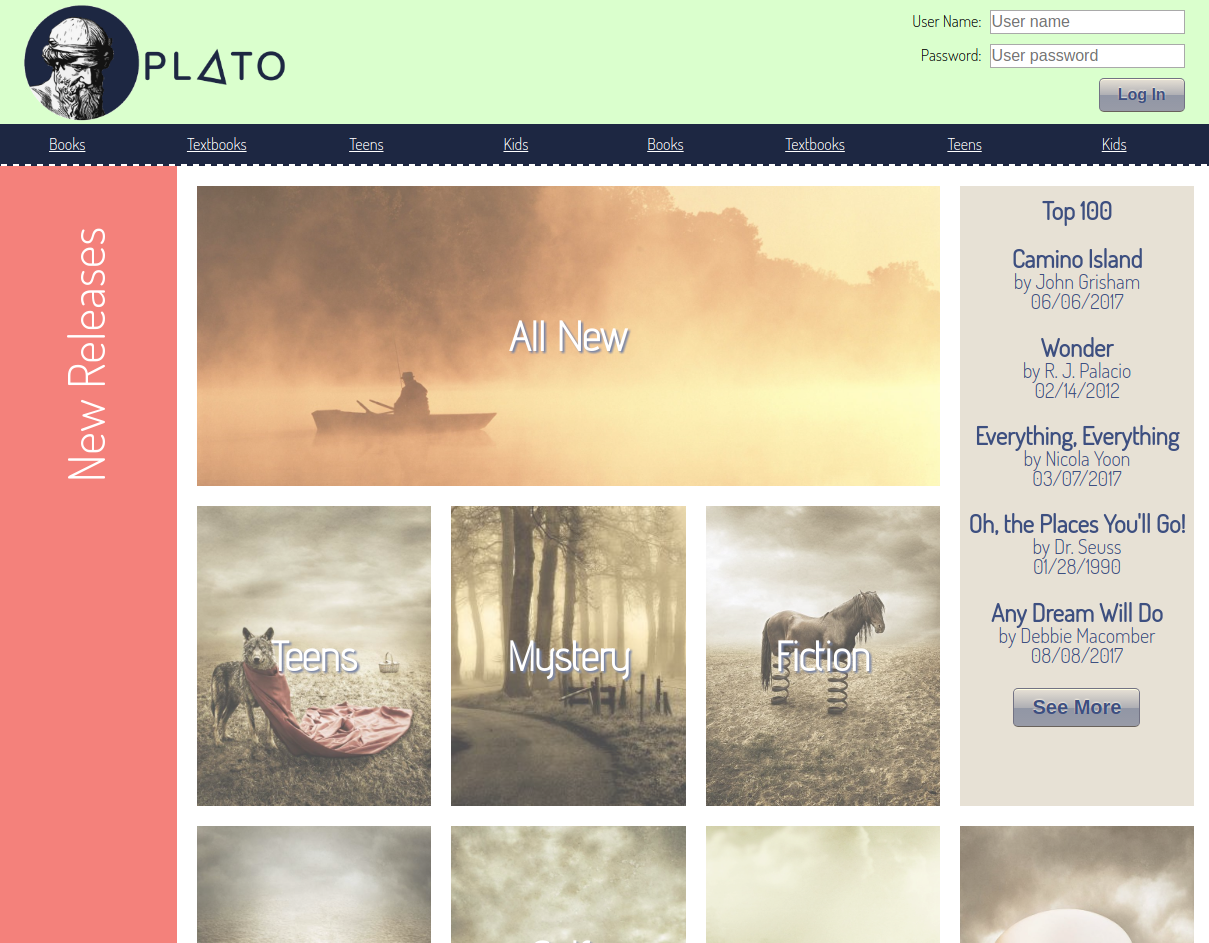 PLATO
User Name: User name
Password: User password
Log In
Books Textbooks Teens Kids Books Textbooks Teens Kids
New Releases
All New
Teens
Mystery
Fiction
Top 100
Camino Island
by John Grisham
06/06/2017
Wonder
by R. J. Palacio
02/14/2012
Everything, Everything
by Nicola Yoon
03/07/2017
Oh, the Places You'll Go!
by Dr. Seuss
01/28/1990
Any Dream Will Do
by Debbie Macomber
08/08/2017
See More